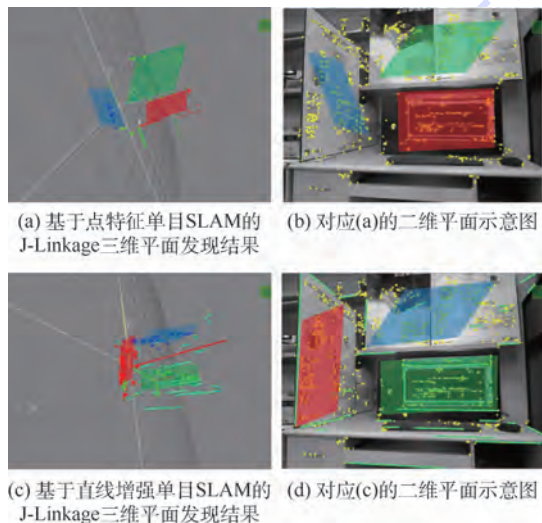 (a) 基于点特征单目SLAM的
J-Linkage三维平面发现结果
(b) 对应(a)的二维平面示意图
(c) 基于直线增强单目SLAM的
J-Linkage三维平面发现结果
(d) 对应(c)的二维平面示意图